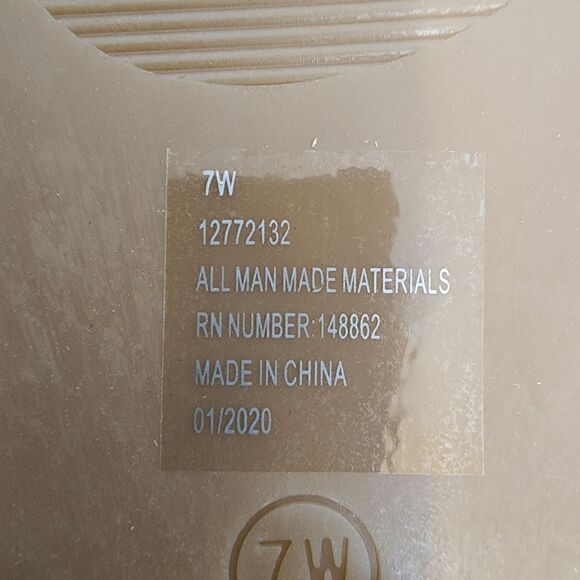 7W
12772132
ALL MAN MADE MATERIALS
RN NUMBER:148862
MADE IN CHINA
01/2020
7W